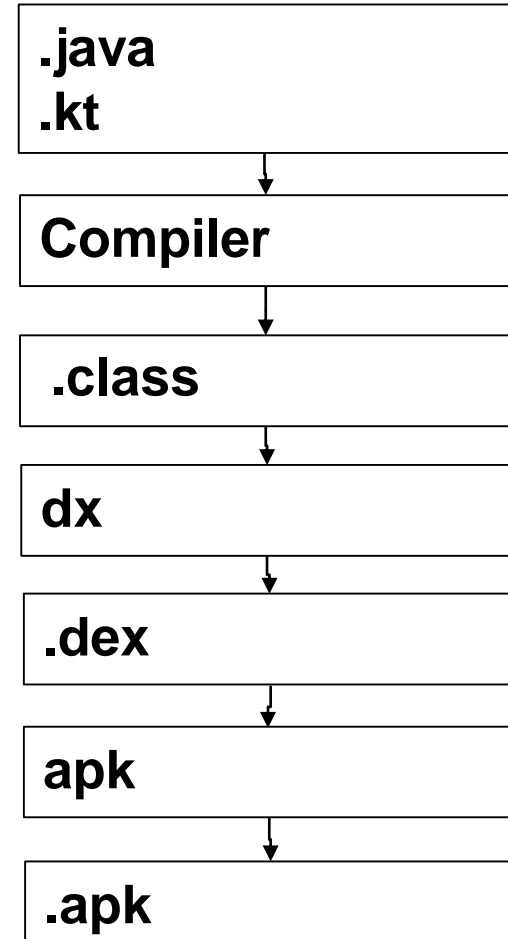 .java
.kt
Compiler
.class
dx
.dex
apk
.apk